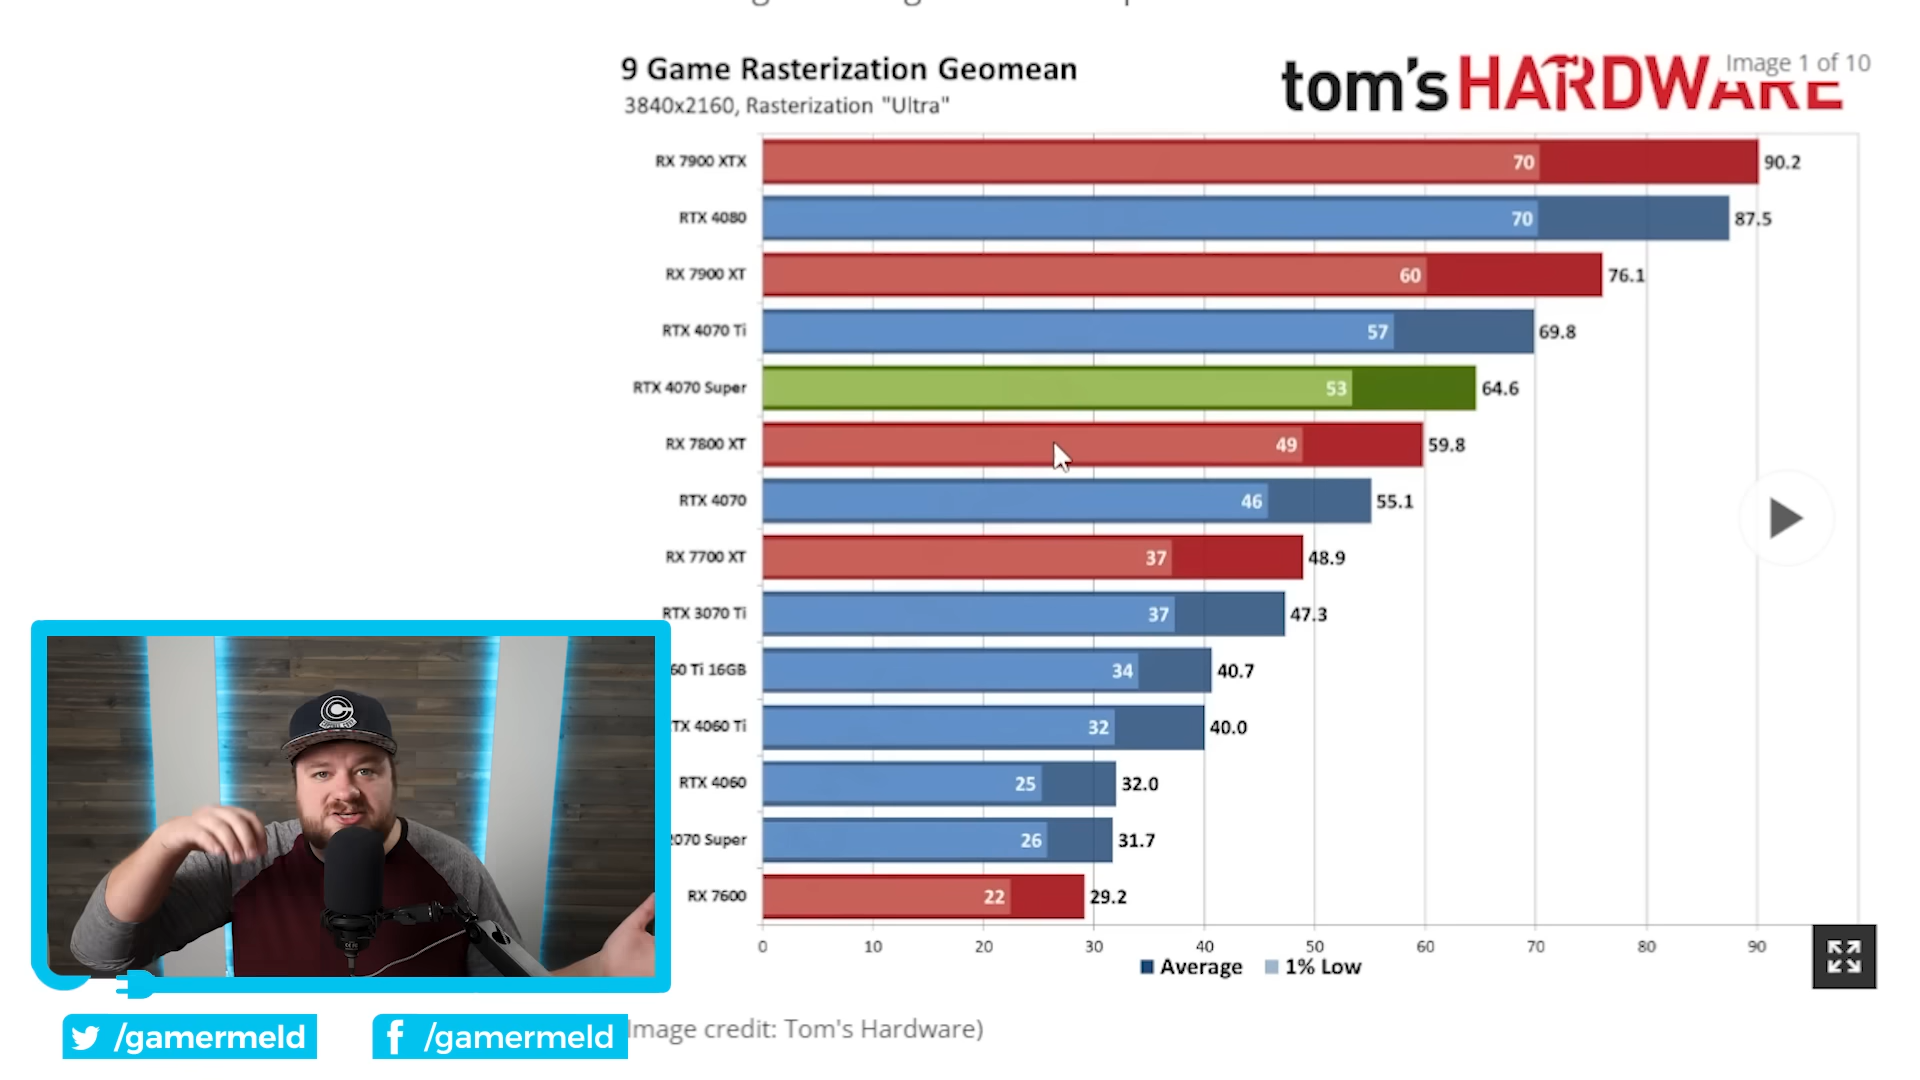 9 Game Rasterization Geomean
3840x2160, Rasterization "Ultra"
tom's HARDWARE
Image 1 of 10
RX 7900 XTX 70 90.2
RTX 4080 70 87.5
RX 7900 XT 60 76.1
RTX 4070 Ti 57 69.8
RTX 4070 Super 53 64.6
RX 7800 XT 49 59.8
RTX 4070 46 55.1
RX 7700 XT 37 48.9
RTX 3070 Ti 37 47.3
60 Ti 16GB 34 40.7
TX 4060 Ti 32 40.0
RTX 4060 25 32.0
2070 Super 26 31.7
RX 7600 22 29.2
0 10 20 30 40 50 60 70 80 90
Average 1% Low
Image credit: Tom's Hardware)
/gamermeld
/gamermeld